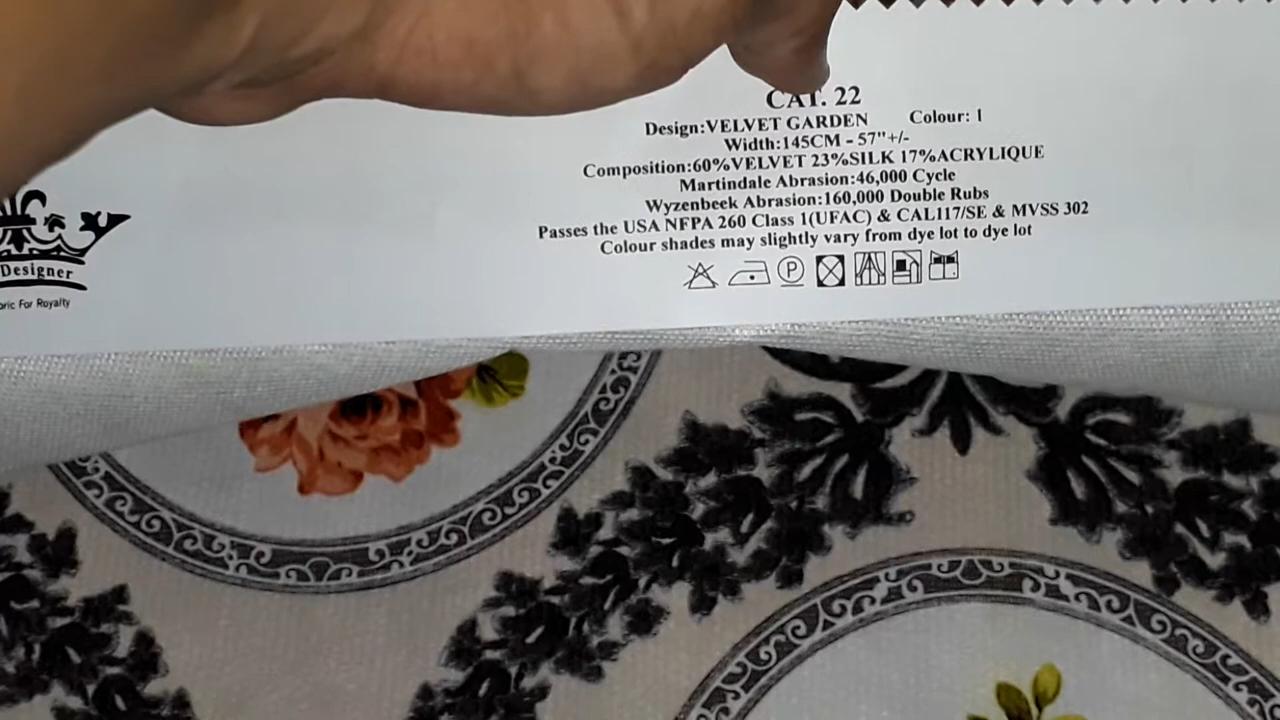 CAT. 22
Design:VELVET GARDEN Colour: 1
Width:145CM - 57"+/-
Composition:60%VELVET 23%SILK 17%ACRYLIQUE
Martindale Abrasion:46,000 Cycle
Wyzenbeek Abrasion:160,000 Double Rubs
Passes the USA NFPA 260 Class 1(UFAC) & CAL117/SE & MVSS 302
Colour shades may slightly vary from dye lot to dye lot
P
Designer
For Royalty